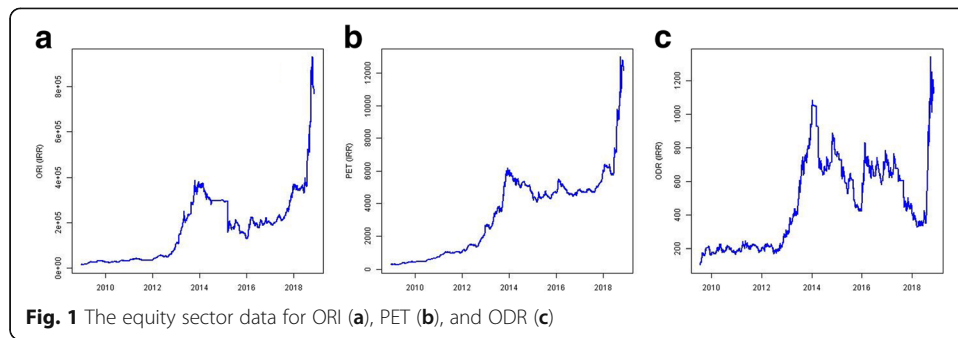 a
b
c
ORI (IRR)
0e+00
2e+05
4e+05
6e+05
8e+05
2010
2012
2014
2016
2018
PET (IRR)
0
2000
4000
6000
8000
10000
12000
2010
2012
2014
2016
2018
ODR (IRR)
200
400
600
800
1000
1200
2010
2012
2014
2016
2018
Fig. 1 The equity sector data for ORI (a), PET (b), and ODR (c)